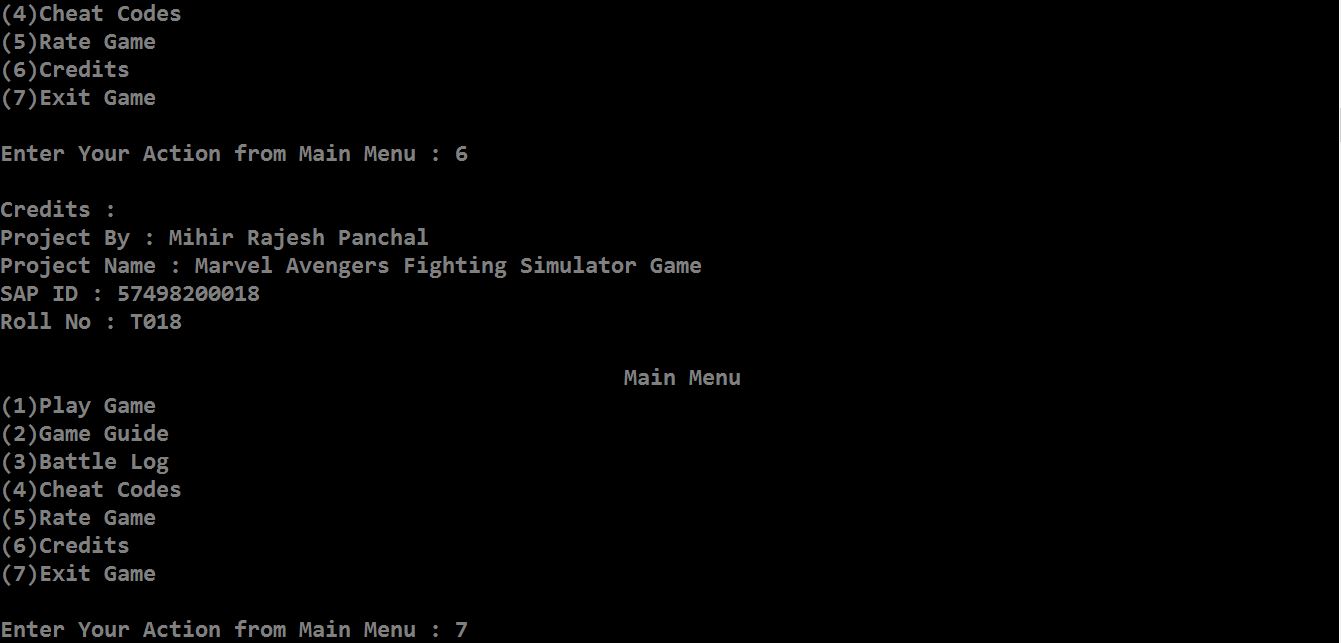 (4)Cheat Codes
(5)Rate Game
(6)Credits
(7)Exit Game
Enter Your Action from Main Menu : 6
Credits :
Project By : Mihir Rajesh Panchal
Project Name : Marvel Avengers Fighting Simulator Game
SAP ID : 57498200018
Roll No : T018
Main Menu
(1)Play Game
(2)Game Guide
(3)Battle Log
(4)Cheat Codes
(5)Rate Game
(6)Credits
(7)Exit Game
Enter Your Action from Main Menu : 7